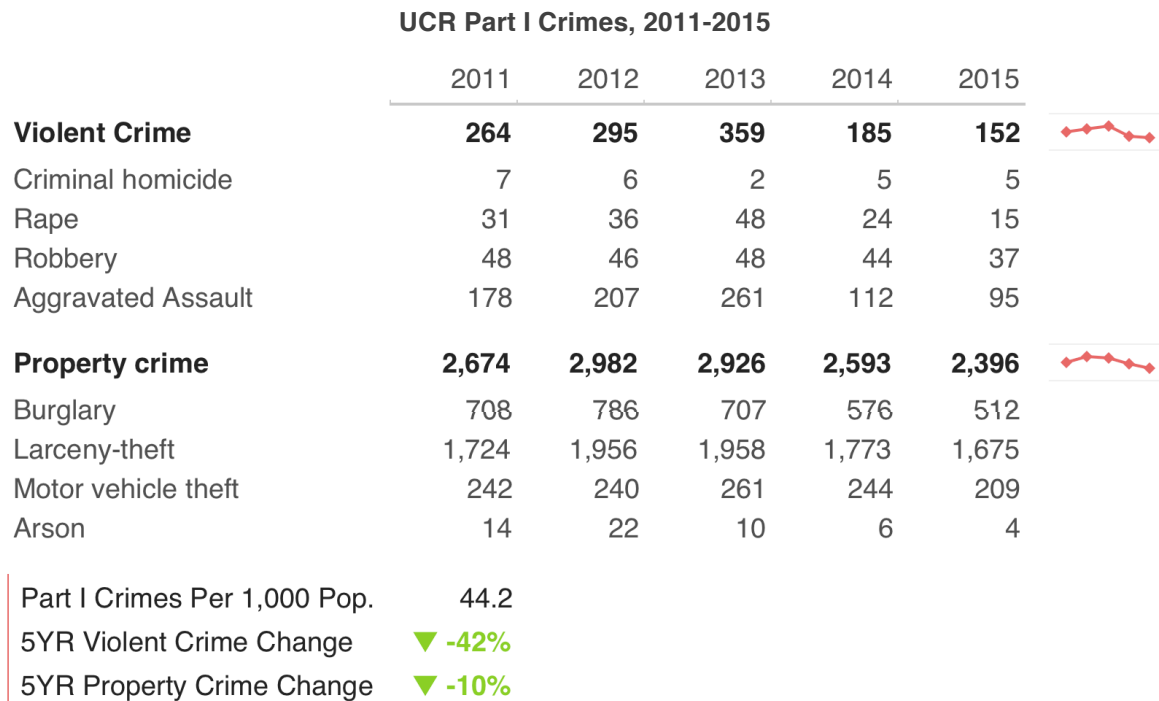 UCR Part I Crimes, 2011-2015
2011 2012 2013 2014 2015
Violent Crime 264 295 359 185 152
Criminal homicide 7 6 2 5 5
Rape 31 36 48 24 15
Robbery 48 46 48 44 37
Aggravated Assault 178 207 261 112 95
Property crime 2,674 2,982 2,926 2,593 2,396
Burglary 708 786 707 576 512
Larceny-theft 1,724 1,956 1,958 1,773 1,675
Motor vehicle theft 242 240 261 244 209
Arson 14 22 10 6 4
Part I Crimes Per 1,000 Pop. 44.2
5YR Violent Crime Change ▼ -42%
5YR Property Crime Change ▼ -10%